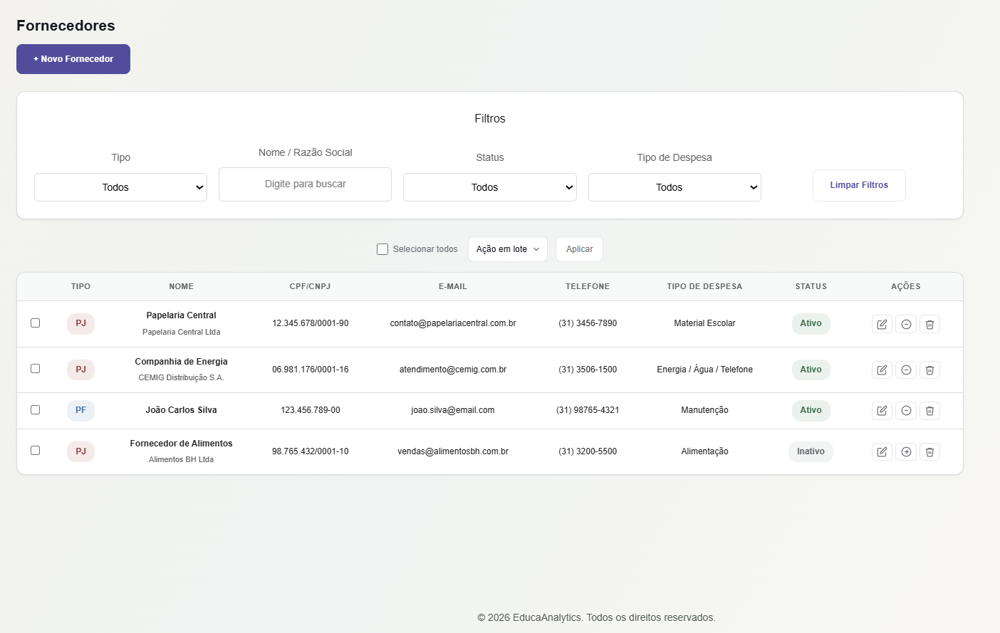 Fornecedores
+ Novo Fornecedor
Filtros
Tipo
Nome / Razão Social
Status
Tipo de Despesa
Todos
Digite para buscar
Todos
Todos
Limpar Filtros
Selecionar todos
Ação em lote
Aplicar
TIPO NOME CPF/CNPJ E-MAIL TELEFONE TIPO DE DESPESA STATUS AÇÕES
PJ Papelaria Central 12.345.678/0001-90 contato@papelariacentral.com.br (31) 3456-7890 Material Escolar Ativo
Papelaria Central Ltda
PJ Companhia de Energia 06.981.176/0001-16 atendimento@cemig.com.br (31) 3506-1500 Energia / Água / Telefone Ativo
CEMIG Distribuição S.A.
PF João Carlos Silva 123.456.789-00 joao.silva@email.com (31) 98765-4321 Manutenção Ativo
PJ Fornecedor de Alimentos 98.765.432/0001-10 vendas@alimentosbh.com.br (31) 3200-5500 Alimentação Inativo
Alimentos BH Ltda
© 2026 EducaAnalytics. Todos os direitos reservados.